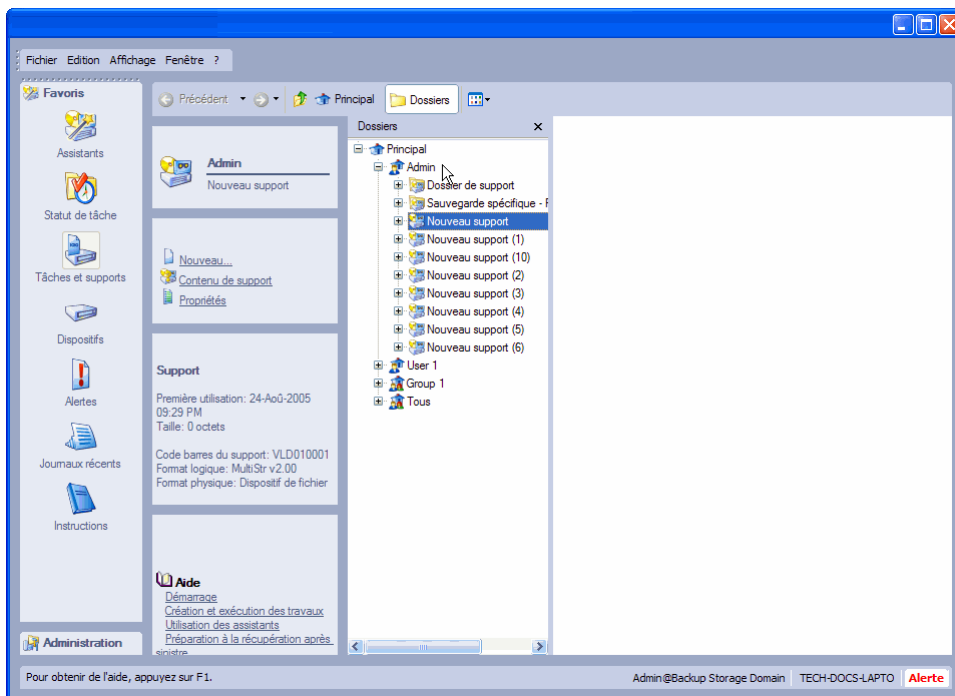 Fichier Edition Affichage Fenêtre ?
Favoris
Assistants
Statut de tâche
Tâches et supports
Dispositifs
Alertes
Journaux récents
Instructions
Administration
Précédent
Principal
Dossiers
Admin
Nouveau support
Nouveau...
Contenu de support
Propriétés
Support
Première utilisation: 24-Aoû-2005
09:29 PM
Taille: 0 octets
Code barres du support: VLD010001
Format logique: MultiStr v2.00
Format physique: Dispositif de fichier
Aide
Démarrage
Création et exécution des travaux
Utilisation des assistants
Préparation à la récupération après
sinistre
Dossiers
Principal
Admin
Dossier de support
Sauvegarde spécifique - F
Nouveau support
Nouveau support (1)
Nouveau support (10)
Nouveau support (2)
Nouveau support (3)
Nouveau support (4)
Nouveau support (5)
Nouveau support (6)
User 1
Group 1
Tous
Pour obtenir de l'aide, appuyez sur F1.
Admin@Backup Storage Domain
TECH-DOCS-LAPTO
Alerte